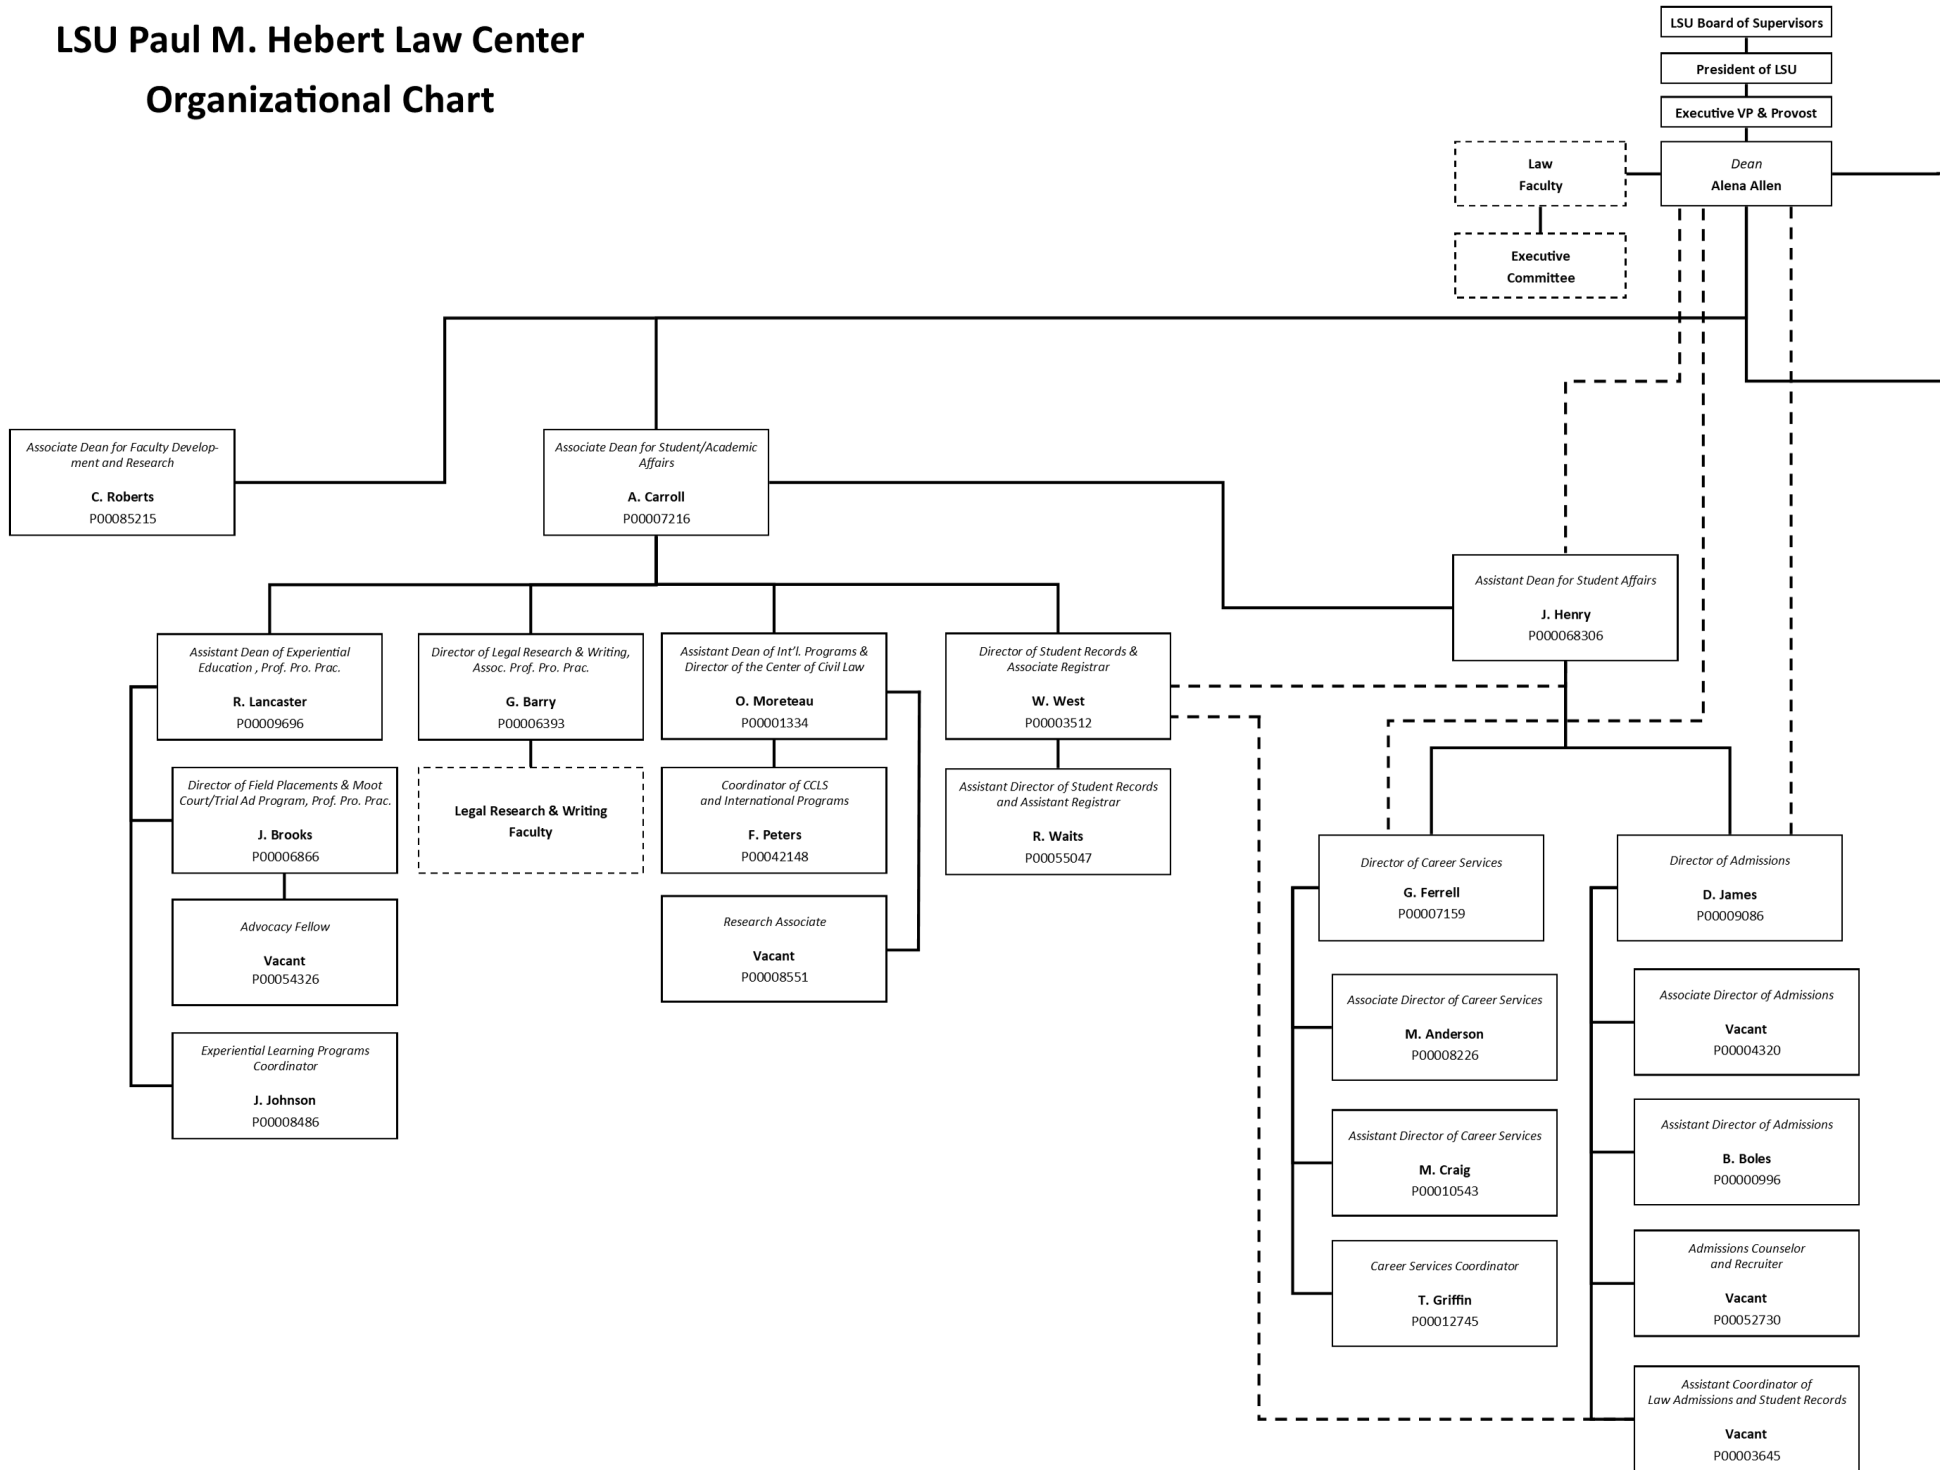 LSU Paul M. Hebert Law Center
Organizational Chart
LSU Board of Supervisors
President of LSU
Executive VP & Provost
Dean
Alena Allen
Law
Faculty
Executive
Committee
Associate Dean for Faculty Develop-
ment and Research
C. Roberts
P00085215
Associate Dean for Student/Academic
Affairs
A. Carroll
P00007216
Assistant Dean for Student Affairs
J. Henry
P000068306
Assistant Dean of Experiential
Education , Prof. Pro. Prac.
R. Lancaster
P00009696
Director of Legal Research & Writing,
Assoc. Prof. Pro. Prac.
G. Barry
P00006393
Assistant Dean of Int’l. Programs &
Director of the Center of Civil Law
O. Moreteau
P00001334
Director of Student Records &
Associate Registrar
W. West
P00003512
Director of Field Placements & Moot
Court/Trial Ad Program, Prof. Pro. Prac.
J. Brooks
P00006866
Legal Research & Writing
Faculty
Coordinator of CCLS
and International Programs
F. Peters
P00042148
Assistant Director of Student Records
and Assistant Registrar
R. Waits
P00055047
Advocacy Fellow
Vacant
P00054326
Research Associate
Vacant
P00008551
Experiential Learning Programs
Coordinator
J. Johnson
P00008486
Director of Career Services
G. Ferrell
P00007159
Director of Admissions
D. James
P00009086
Associate Director of Career Services
M. Anderson
P00008226
Associate Director of Admissions
Vacant
P00004320
Assistant Director of Career Services
M. Craig
P00010543
Assistant Director of Admissions
B. Boles
P00000996
Career Services Coordinator
T. Griffin
P00012745
Admissions Counselor
and Recruiter
Vacant
P00052730
Assistant Coordinator of
Law Admissions and Student Records
Vacant
P00003645